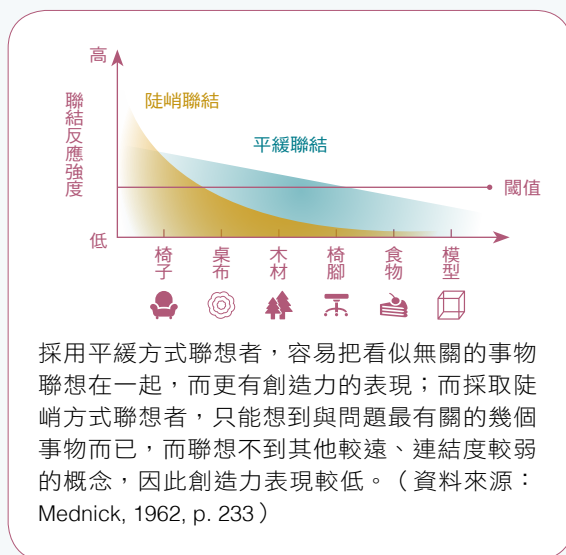 高
聯結反應強度
陡峭聯結
平緩聯結
閾值
低
椅子
桌布
木材
椅腳
食物
模型
採用平緩方式聯想者，容易把看似無關的事物
聯想在一起，而更有創造力的表現；而採取陡
峭方式聯想者，只能想到與問題最有關的幾個
事物而已，而聯想不到其他較遠、連結度較弱
的概念，因此創造力表現較低。（資料來源：
Mednick, 1962, p. 233）